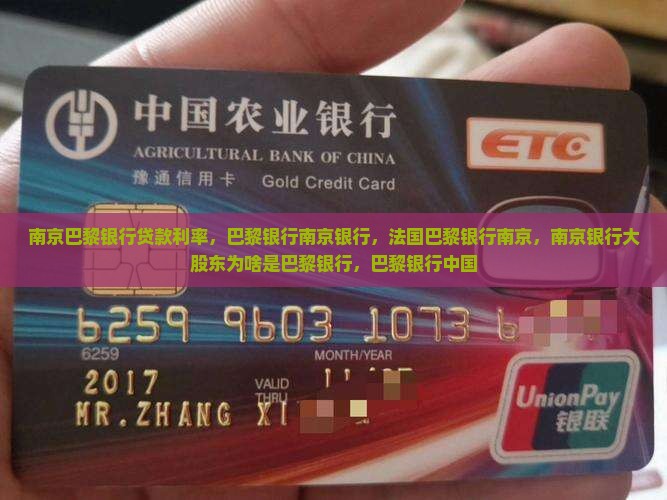 中国农业银行
ETC
AGRICULTURAL BANK OF CHINA
豫通信用卡 Gold Credit Card
南京巴黎银行贷款利率，巴黎银行南京银行，法国巴黎银行南京，南京银行大
股东为啥是巴黎银行，巴黎银行中国
6259 9603 1073 6
6259
MONTH/YEAR
2017
VALID
THRU
MR.ZHANG XI
UnionPay
银联